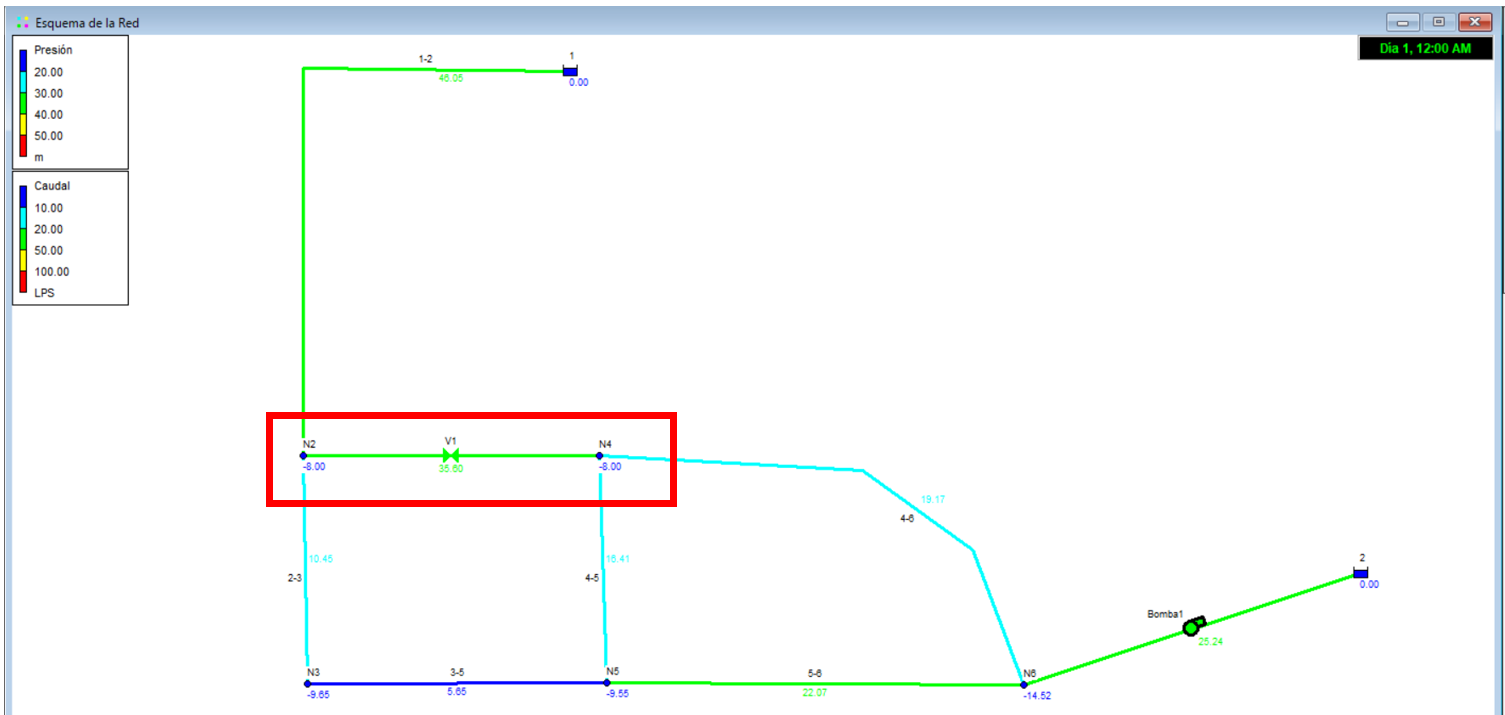 Esquema de la Red
Presión
20.00
30.00
40.00
50.00
m
Caudal
10.00
20.00
50.00
100.00
LPS
Dia 1, 12:00 AM
1-2
46.05
1
0.00
N2
-8.00
V1
35.60
N4
-8.00
19.17
4-6
10.45
2-3
16.41
4-5
2
0.00
Bomba1
25.24
N3
-9.65
3-5
5.65
N5
-9.55
5-6
22.07
N6
-14.52